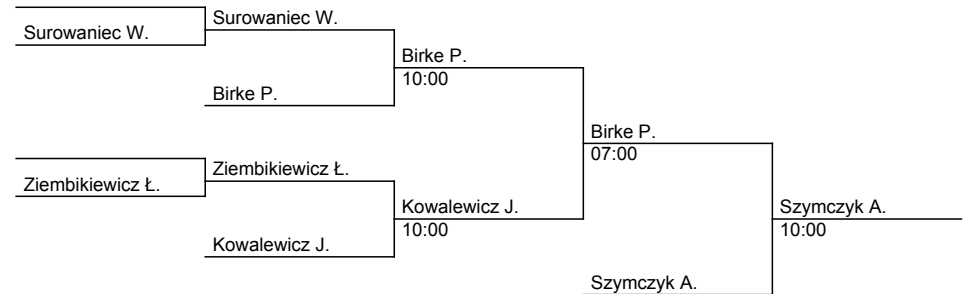 Surowaniec W.
Surowaniec W.
Birke P.
10:00
Birke P.
Birke P.
07:00
Ziembikiewicz Ł.
Ziembikiewicz Ł.
Kowalewicz J.
10:00
Szymczyk A.
10:00
Kowalewicz J.
Szymczyk A.